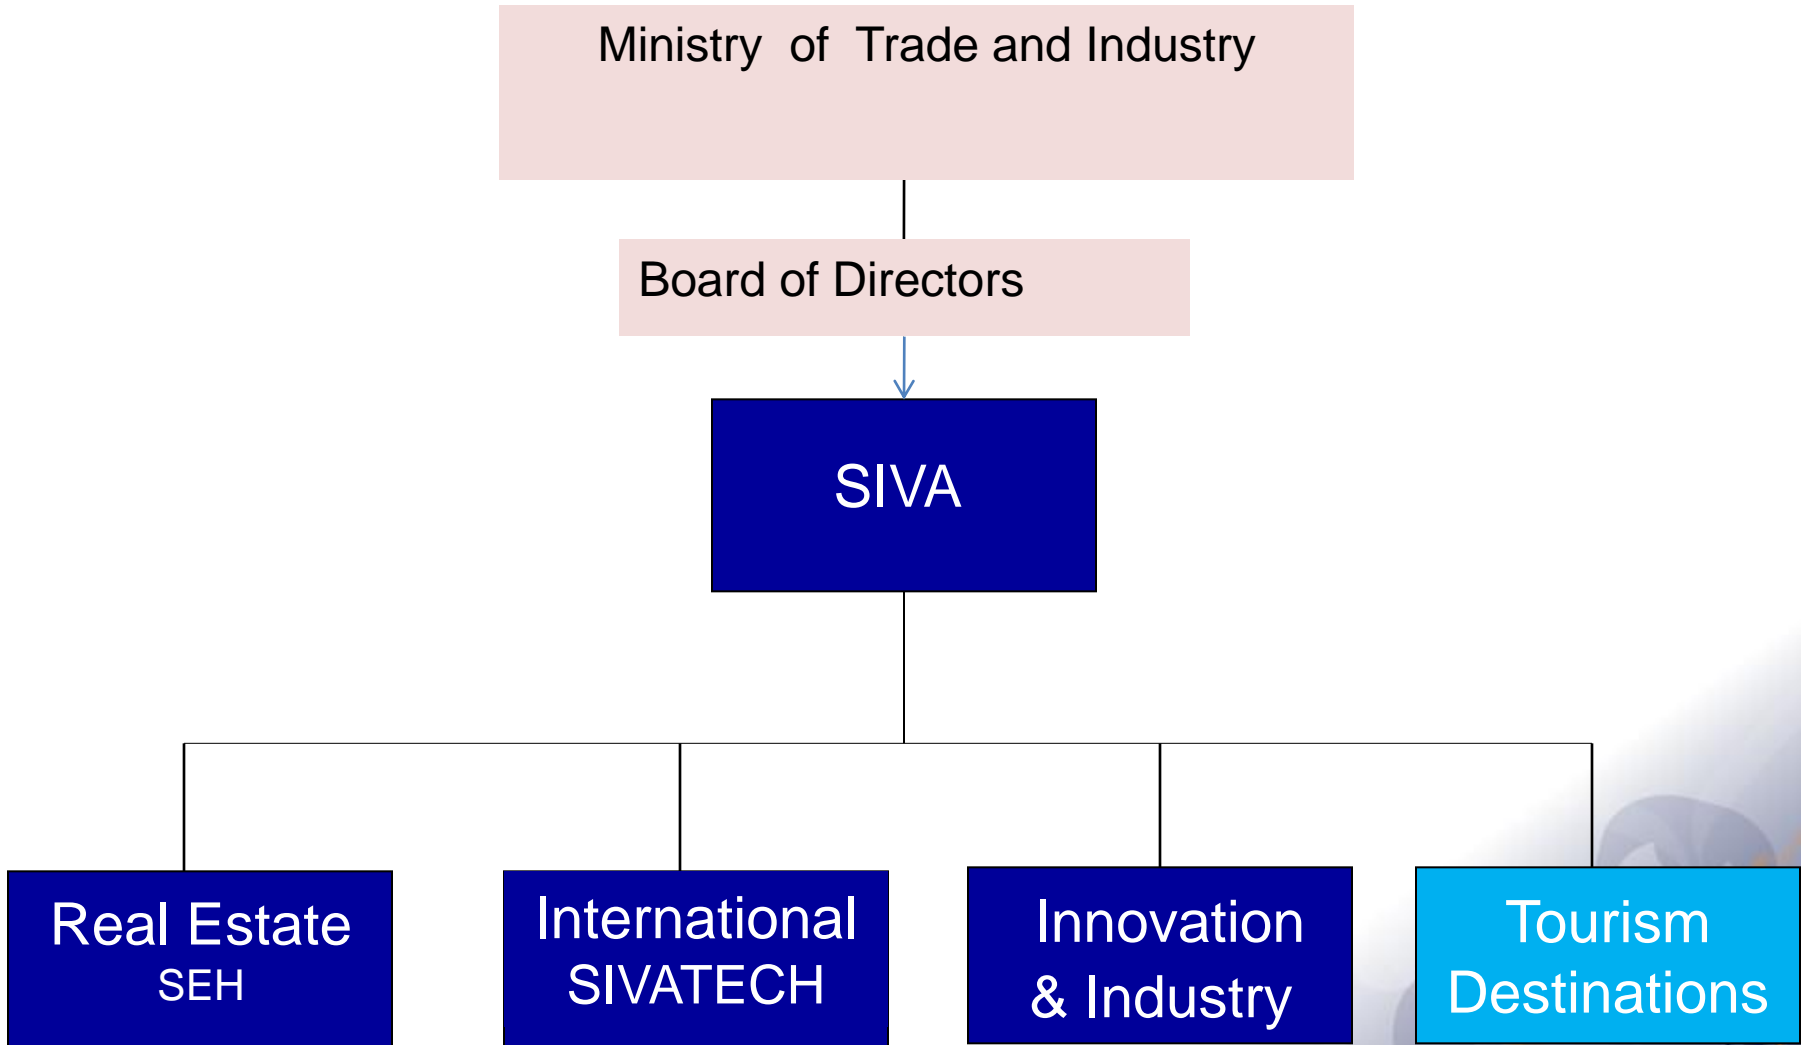 Ministry of Trade and Industry
Board of Directors
SIVA
Real Estate
SEH
International
SIVATECH
Innovation
& Industry
Tourism
Destinations